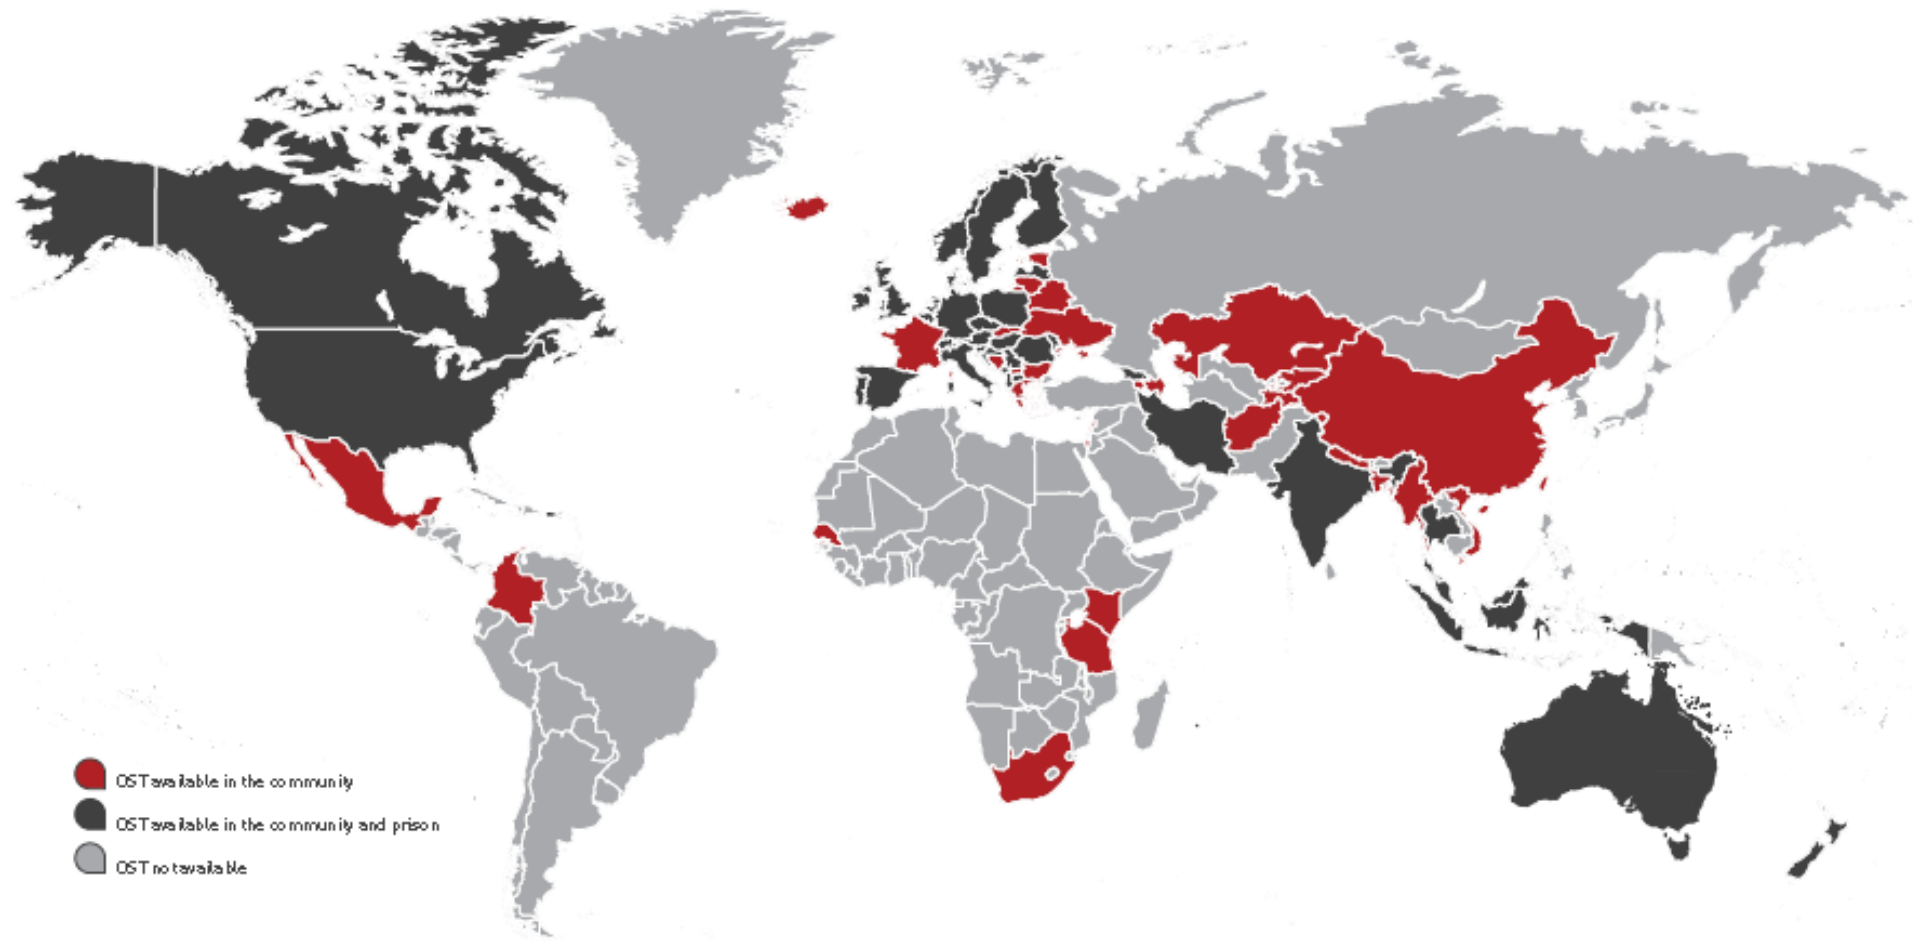 OST available in the community
OST available in the community and prison
OST not available